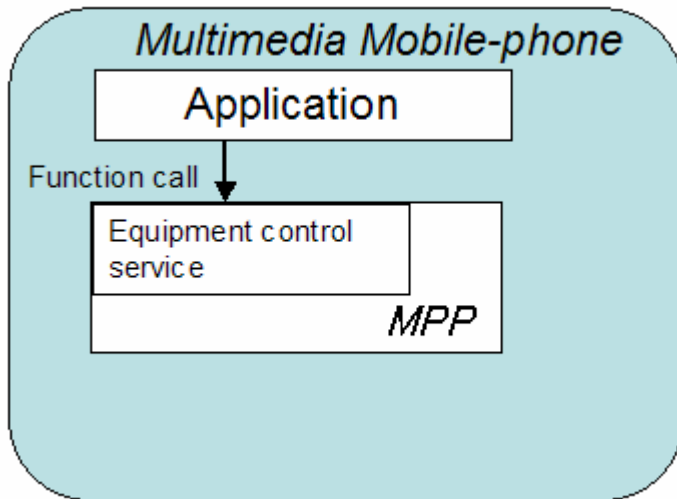 Multimedia Mobile-phone
Application
Function call
Equipment control
service
MPP